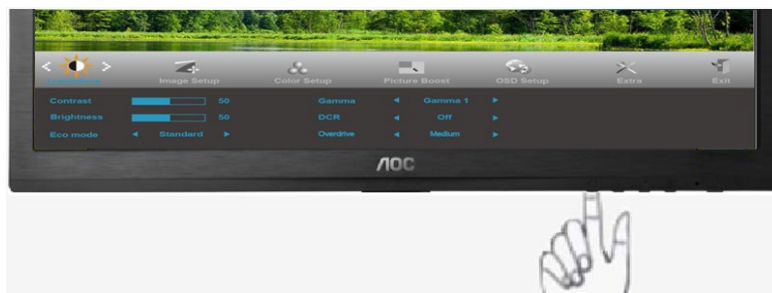 Luminance Image Setup Color Setup Picture Boost OSD Setup Extra Exit
Contrast 50 Gamma Gamma 1
Brightness 50 DCR Off
Eco mode Standard Overdrive Medium
AOC